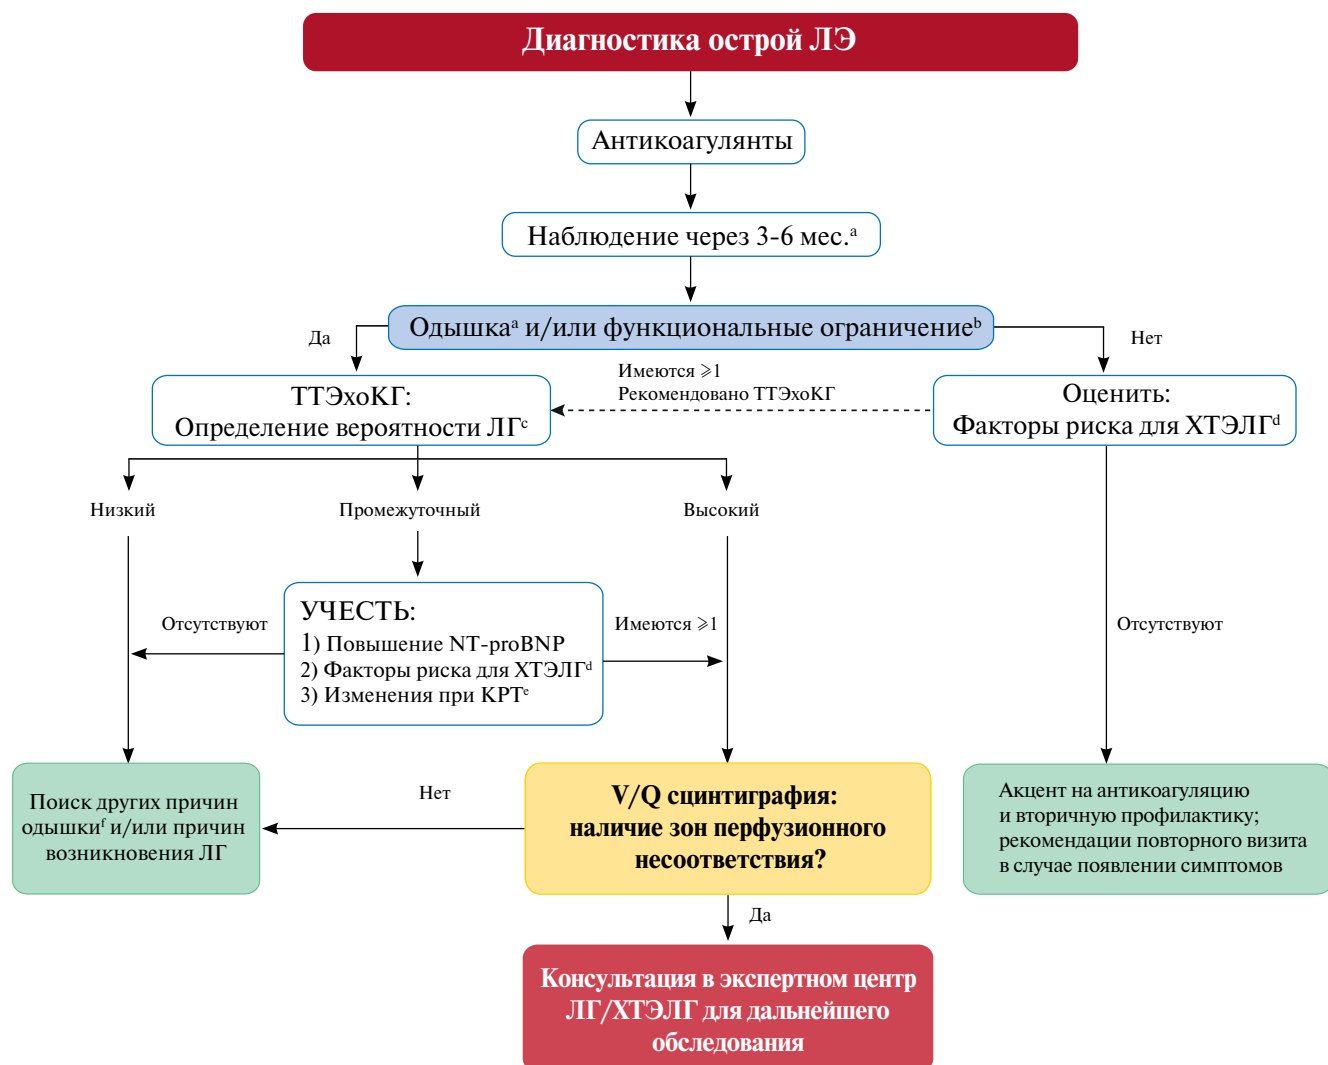 Диагностика острой ЛЭ
Антикоагулянты
Наблюдение через 3-6 мес.ᵃ
Одышкаᵃ и/или функциональные ограничениеᵇ
Да
Нет
Имеются ⩾1
Рекомендовано ТТЭхоКГ
ТТЭхоКГ:
Определение вероятности ЛГᶜ
Оценить:
Факторы риска для ХТЭЛГᵈ
Низкий
Промежуточный
Высокий
УЧЕСТЬ:
1) Повышение NT-proBNP
2) Факторы риска для ХТЭЛГᵈ
3) Изменения при КРТᵉ
Отсутствуют
Имеются ⩾1
Отсутствуют
Поиск других причин
одышкиᶠ и/или причин
возникновения ЛГ
Нет
V/Q сцинтиграфия:
наличие зон перфузионного
несоответствия?
Акцент на антикоагуляцию
и вторичную профилактику;
рекомендации повторного визита
в случае появлении симптомов
Да
Консультация в экспертном центр
ЛГ/ХТЭЛГ для дальнейшего
обследования